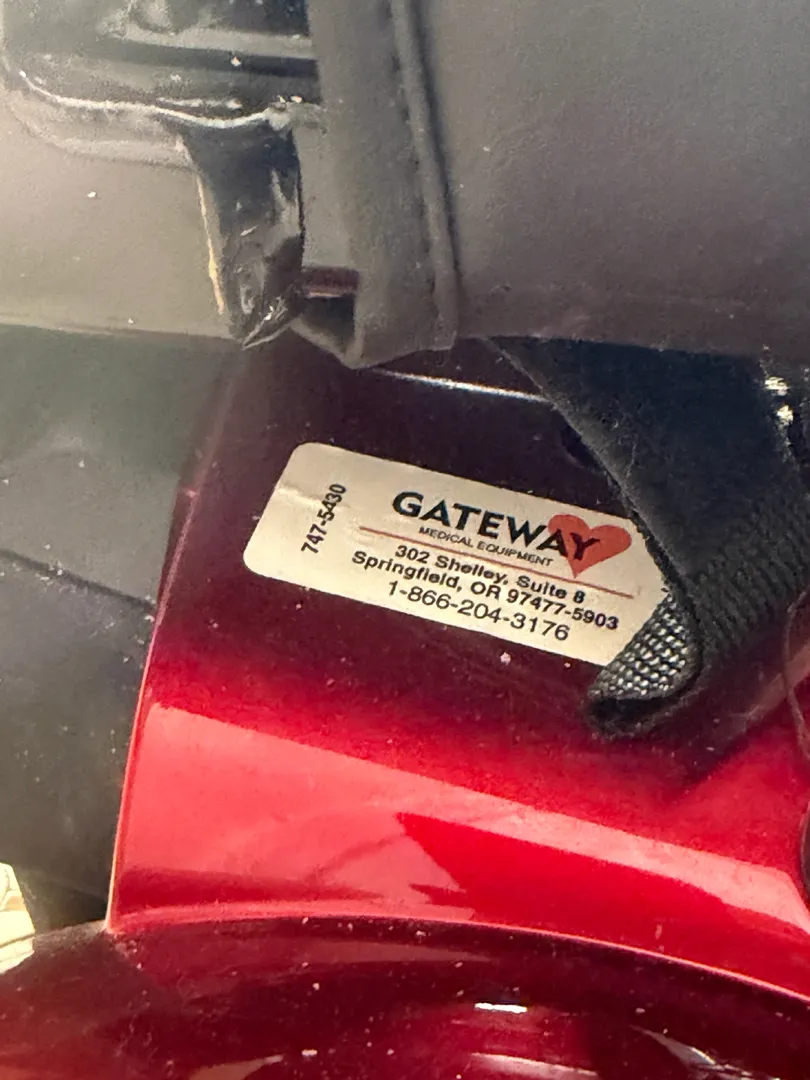 747-5430
GATEWAY
MEDICAL EQUIPMENT
302 Shelley, Suite 8
Springfield, OR 97477-5903
1-866-204-3176